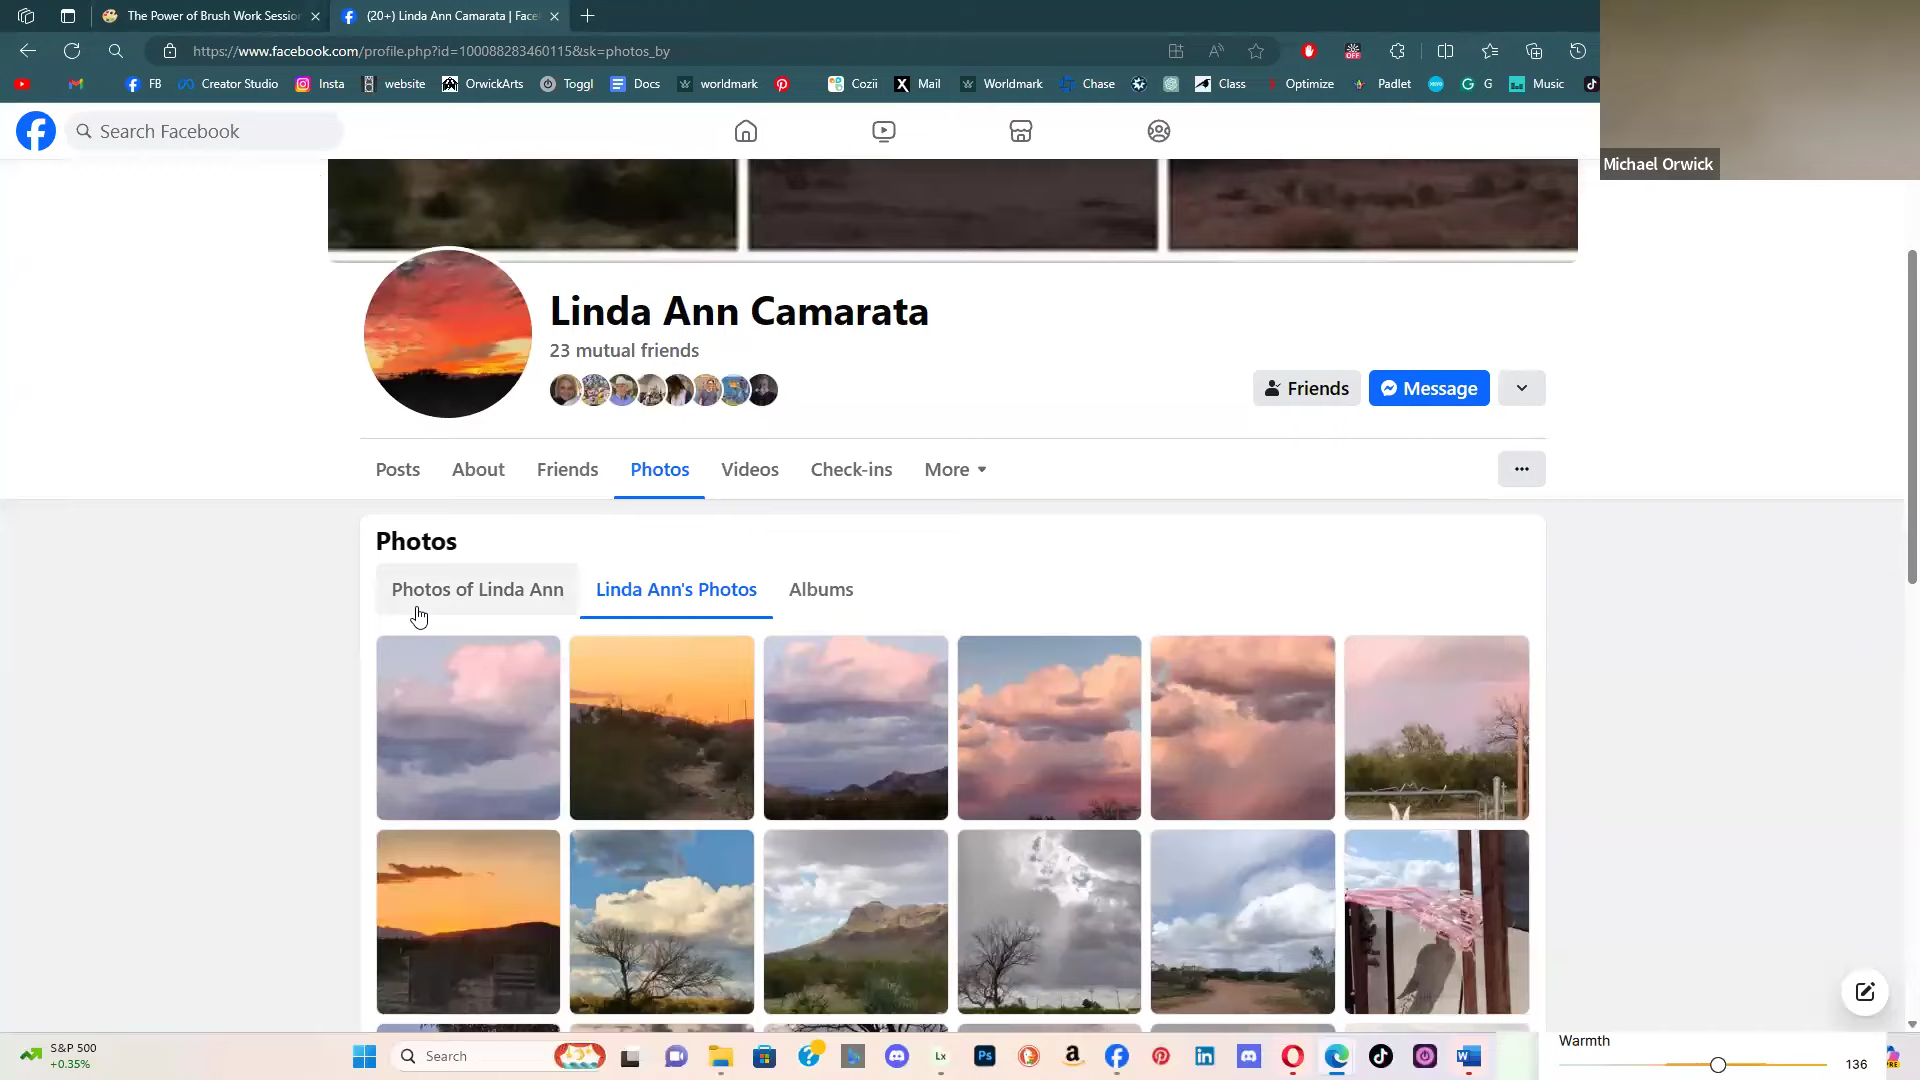 The Power of Brush Work Sessio
(20+) Linda Ann Camarata | Face
https://www.facebook.com/profile.php?id=100088283460115&sk=photos_by
FB
Creator Studio
Insta
website
OrwickArts
Toggl
Docs
worldmark
Cozii
Mail
Worldmark
Chase
Class
Optimize
Padlet
G
Music
Michael Orwick
Search Facebook
Linda Ann Camarata
23 mutual friends
Friends
Message
Posts
About
Friends
Photos
Videos
Check-ins
More
Photos
Photos of Linda Ann
Linda Ann's Photos
Albums
S&P 500
+0.35%
Search
Warmth
136